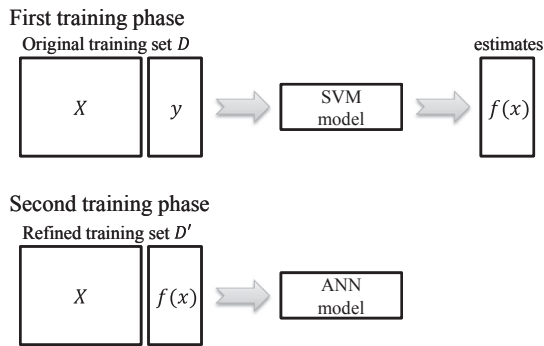 First training phase
Original training set D
estimates
X
y
SVM
model
f(x)
Second training phase
Refined training set D′
X
f(x)
ANN
model